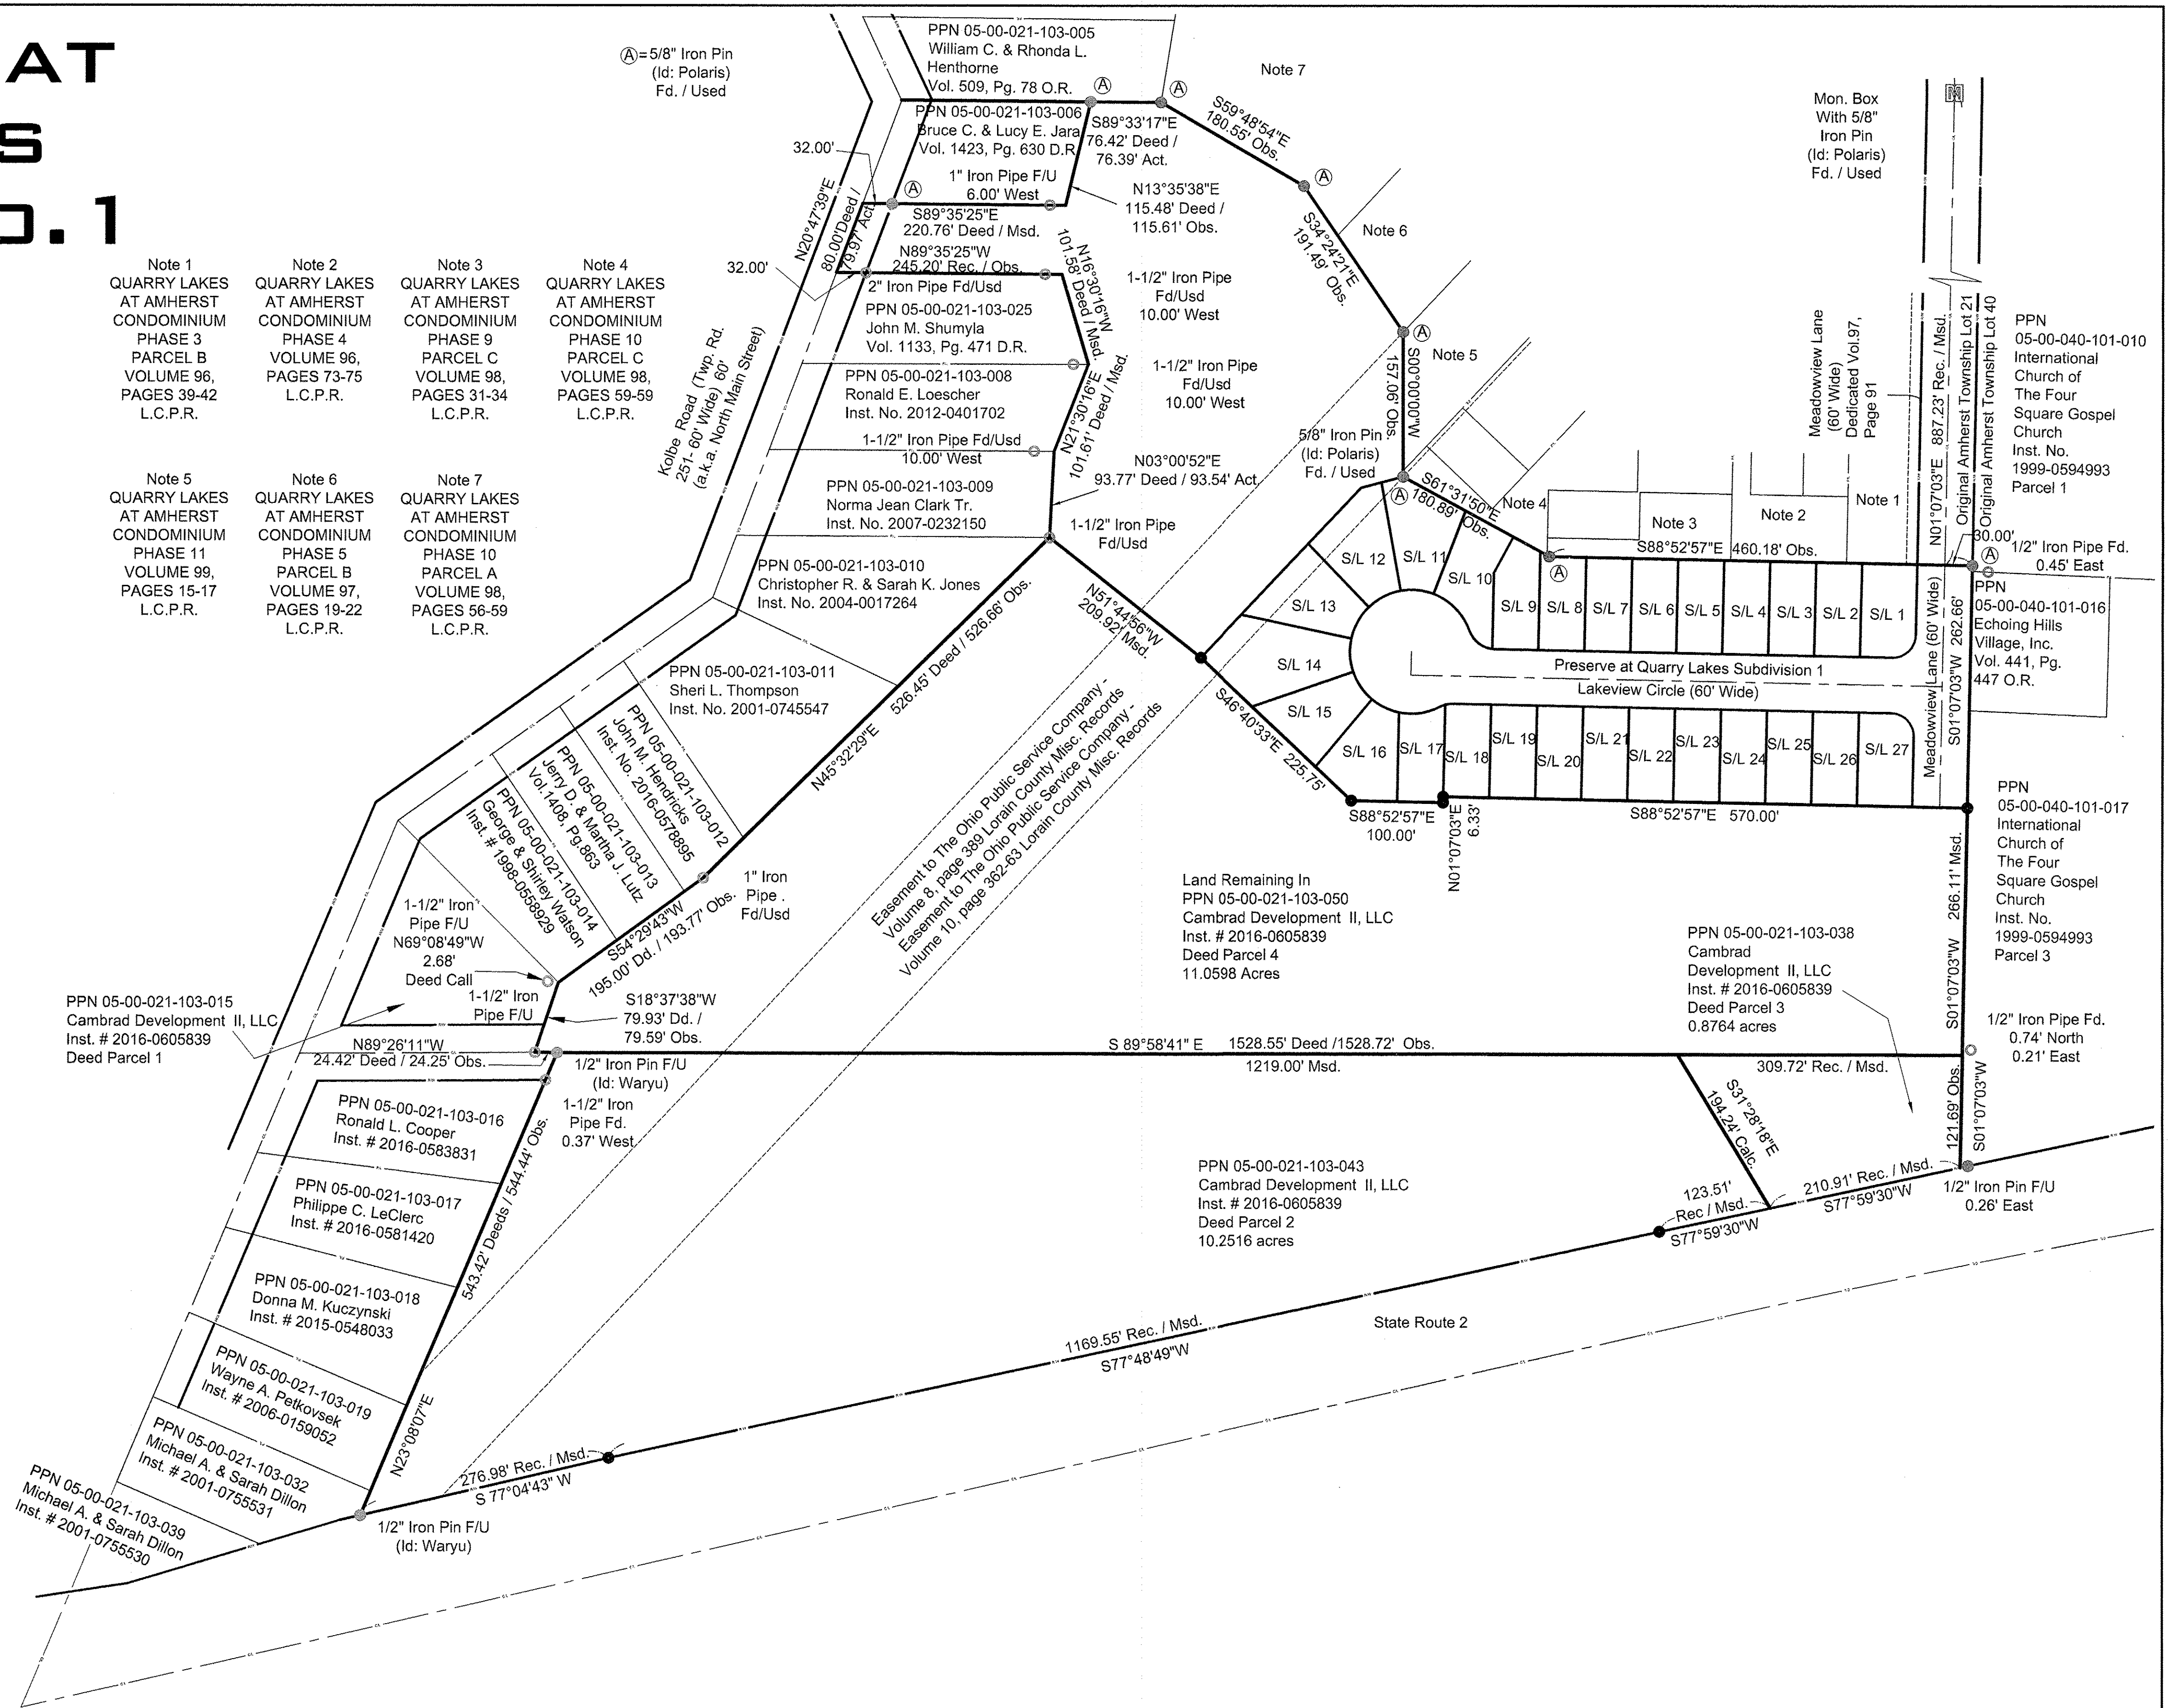 AT
S
O.1
Ⓐ=5/8" Iron Pin
(Id: Polaris)
Fd. / Used
PPN 05-00-021-103-005
William C. & Rhonda L.
Henthorne
Vol. 509, Pg. 78 O.R.
Ⓐ
Ⓐ
Note 7
PPN 05-00-021-103-006
Bruce C. & Lucy E. Jara
Vol. 1423, Pg. 630 D.R.
S89°33'17"E
76.42' Deed /
76.39' Act.
S59°48'54"E
180.55' Obs.
Ⓐ
Mon. Box
With 5/8"
Iron Pin
(Id: Polaris)
Fd. / Used
32.00'
1" Iron Pipe F/U
6.00' West
Ⓐ
S89°35'25"E
220.76' Deed / Msd.
N13°35'38"E
115.48' Deed /
115.61' Obs.
S34°24'21"E
191.49' Obs.
Note 6
N20°47'39"E
80.00'Deed /
79.97' Act.
32.00'
N89°35'25"W
245.20' Rec. / Obs.
2" Iron Pipe Fd/Usd
N16°30'16"W
101.58' Deed / Msd.
1-1/2" Iron Pipe
Fd/Usd
10.00' West
Note 1
QUARRY LAKES
AT AMHERST
CONDOMINIUM
PHASE 3
PARCEL B
VOLUME 96,
PAGES 39-42
L.C.P.R.
Note 2
QUARRY LAKES
AT AMHERST
CONDOMINIUM
PHASE 4
VOLUME 96,
PAGES 73-75
L.C.P.R.
Note 3
QUARRY LAKES
AT AMHERST
CONDOMINIUM
PHASE 9
PARCEL C
VOLUME 98,
PAGES 31-34
L.C.P.R.
Note 4
QUARRY LAKES
AT AMHERST
CONDOMINIUM
PHASE 10
PARCEL C
VOLUME 98,
PAGES 59-59
L.C.P.R.
Note 5
QUARRY LAKES
AT AMHERST
CONDOMINIUM
PHASE 11
VOLUME 99,
PAGES 15-17
L.C.P.R.
Note 6
QUARRY LAKES
AT AMHERST
CONDOMINIUM
PHASE 5
PARCEL B
VOLUME 97,
PAGES 19-22
L.C.P.R.
Note 7
QUARRY LAKES
AT AMHERST
CONDOMINIUM
PHASE 10
PARCEL A
VOLUME 98,
PAGES 56-59
L.C.P.R.
Kolbe Road (Twp. Rd.
251- 60' Wide) 60'
(a.k.a. North Main Street)
PPN 05-00-021-103-025
John M. Shumyla
Vol. 1133, Pg. 471 D.R.
PPN 05-00-021-103-008
Ronald E. Loescher
Inst. No. 2012-0401702
N21°30'16"E
101.61' Deed / Msd.
1-1/2" Iron Pipe
Fd/Usd
10.00' West
1-1/2" Iron Pipe Fd/Usd
10.00' West
PPN 05-00-021-103-009
Norma Jean Clark Tr.
Inst. No. 2007-0232150
N03°00'52"E
93.77' Deed / 93.54' Act.
1-1/2" Iron Pipe
Fd/Usd
Ⓐ
S00°00'00"W
157.06' Obs.
Note 5
5/8" Iron Pin
(Id: Polaris)
Fd. / Used
Ⓐ
S61°31'50"E
180.89' Obs.
Note 4
Note 3
Note 2
Note 1
S88°52'57"E 460.18' Obs.
Ⓐ
Meadowview Lane
(60' Wide)
Dedicated Vol.97,
Page 91
N01°07'03"E 887.23' Rec. / Msd.
Original Amherst Township Lot 21
Original Amherst Township Lot 40
PPN
05-00-040-101-010
International
Church of
The Four
Square Gospel
Church
Inst. No.
1999-0594993
Parcel 1
30.00'
Ⓐ
1/2" Iron Pipe Fd.
0.45' East
PPN
05-00-040-101-016
Echoing Hills
Village, Inc.
Vol. 441, Pg.
447 O.R.
PPN 05-00-021-103-010
Christopher R. & Sarah K. Jones
Inst. No. 2004-0017264
N51°44'56"W
209.92' Msd.
S/L 12
S/L 11
S/L 10
S/L 9
S/L 8
S/L 7
S/L 6
S/L 5
S/L 4
S/L 3
S/L 2
S/L 1
S/L 13
S/L 14
S/L 15
S/L 16
S/L 17
S/L 18
S/L 19
S/L 20
S/L 21
S/L 22
S/L 23
S/L 24
S/L 25
S/L 26
S/L 27
Preserve at Quarry Lakes Subdivision 1
Lakeview Circle (60' Wide)
Meadowview Lane (60' Wide)
S01°07'03"W 262.66'
PPN 05-00-021-103-011
Sheri L. Thompson
Inst. No. 2001-0745547
N45°32'29"E
526.45' Deed / 526.66' Obs.
S46°40'33"E 225.75'
S88°52'57"E
100.00'
N01°07'03"E
6.33'
S88°52'57"E 570.00'
PPN 05-00-021-103-012
John M. Hendricks
Inst. No. 2016-0578895
PPN 05-00-021-103-013
Jerry D. & Martha J. Lutz
Vol.1408, Pg.863
PPN 05-00-021-103-014
George & Shirley Watson
Inst. # 1998-0558929
Easement to The Ohio Public Service Company -
Volume 8, page 389 Lorain County Misc. Records
Easement to The Ohio Public Service Company -
Volume 10, page 362-63 Lorain County Misc. Records
PPN
05-00-040-101-017
International
Church of
The Four
Square Gospel
Church
Inst. No.
1999-0594993
Parcel 3
S01°07'03"W 266.11' Msd.
1" Iron
Pipe
Fd/Usd
Land Remaining In
PPN 05-00-021-103-050
Cambrad Development II, LLC
Inst. # 2016-0605839
Deed Parcel 4
11.0598 Acres
PPN 05-00-021-103-038
Cambrad
Development II, LLC
Inst. # 2016-0605839
Deed Parcel 3
0.8764 acres
1-1/2" Iron
Pipe F/U
N69°08'49"W
2.68'
Deed Call
S54°29'43"W
195.00' Dd. / 193.77' Obs.
1-1/2" Iron
Pipe F/U
S18°37'38"W
79.93' Dd. /
79.59' Obs.
PPN 05-00-021-103-015
Cambrad Development II, LLC
Inst. # 2016-0605839
Deed Parcel 1
N89°26'11"W
24.42' Deed / 24.25' Obs.
1/2" Iron Pin F/U
(Id: Waryu)
S 89°58'41" E 1528.55' Deed /1528.72' Obs.
1219.00' Msd.
309.72' Rec. / Msd.
1/2" Iron Pipe Fd.
0.74' North
0.21' East
1-1/2" Iron
Pipe Fd.
0.37' West
PPN 05-00-021-103-016
Ronald L. Cooper
Inst. # 2016-0583831
PPN 05-00-021-103-017
Philippe C. LeClerc
Inst. # 2016-0581420
PPN 05-00-021-103-018
Donna M. Kuczynski
Inst. # 2015-0548033
PPN 05-00-021-103-019
Wayne A. Petkovsek
Inst. # 2006-0159052
PPN 05-00-021-103-032
Michael A. & Sarah Dillon
Inst. # 2001-0755531
PPN 05-00-021-103-039
Michael A. & Sarah Dillon
Inst. # 2001-0755530
N23°08'07"E
543.42' Deeds / 544.44' Obs.
PPN 05-00-021-103-043
Cambrad Development II, LLC
Inst. # 2016-0605839
Deed Parcel 2
10.2516 acres
S31°28'18"E
194.24' Calc.
121.69' Obs.
S01°07'03"W
123.51'
Rec / Msd.
S77°59'30"W
210.91' Rec. / Msd.
S77°59'30"W
1/2" Iron Pin F/U
0.26' East
1169.55' Rec. / Msd.
S77°48'49"W
State Route 2
276.98' Rec. / Msd.
S 77°04'43" W
1/2" Iron Pin F/U
(Id: Waryu)